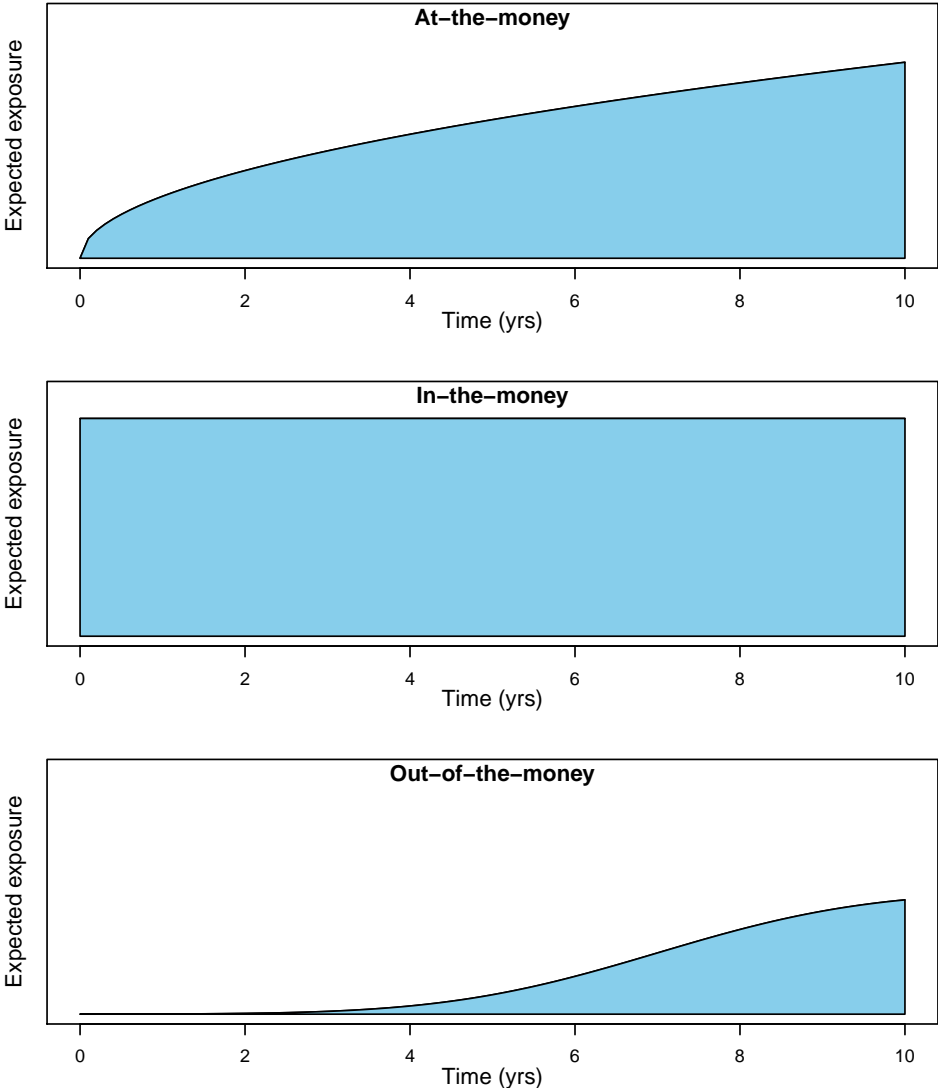 At−the−money
Expected exposure
0 2 4 6 8 10
Time (yrs)
In−the−money
Expected exposure
0 2 4 6 8 10
Time (yrs)
Out−of−the−money
Expected exposure
0 2 4 6 8 10
Time (yrs)